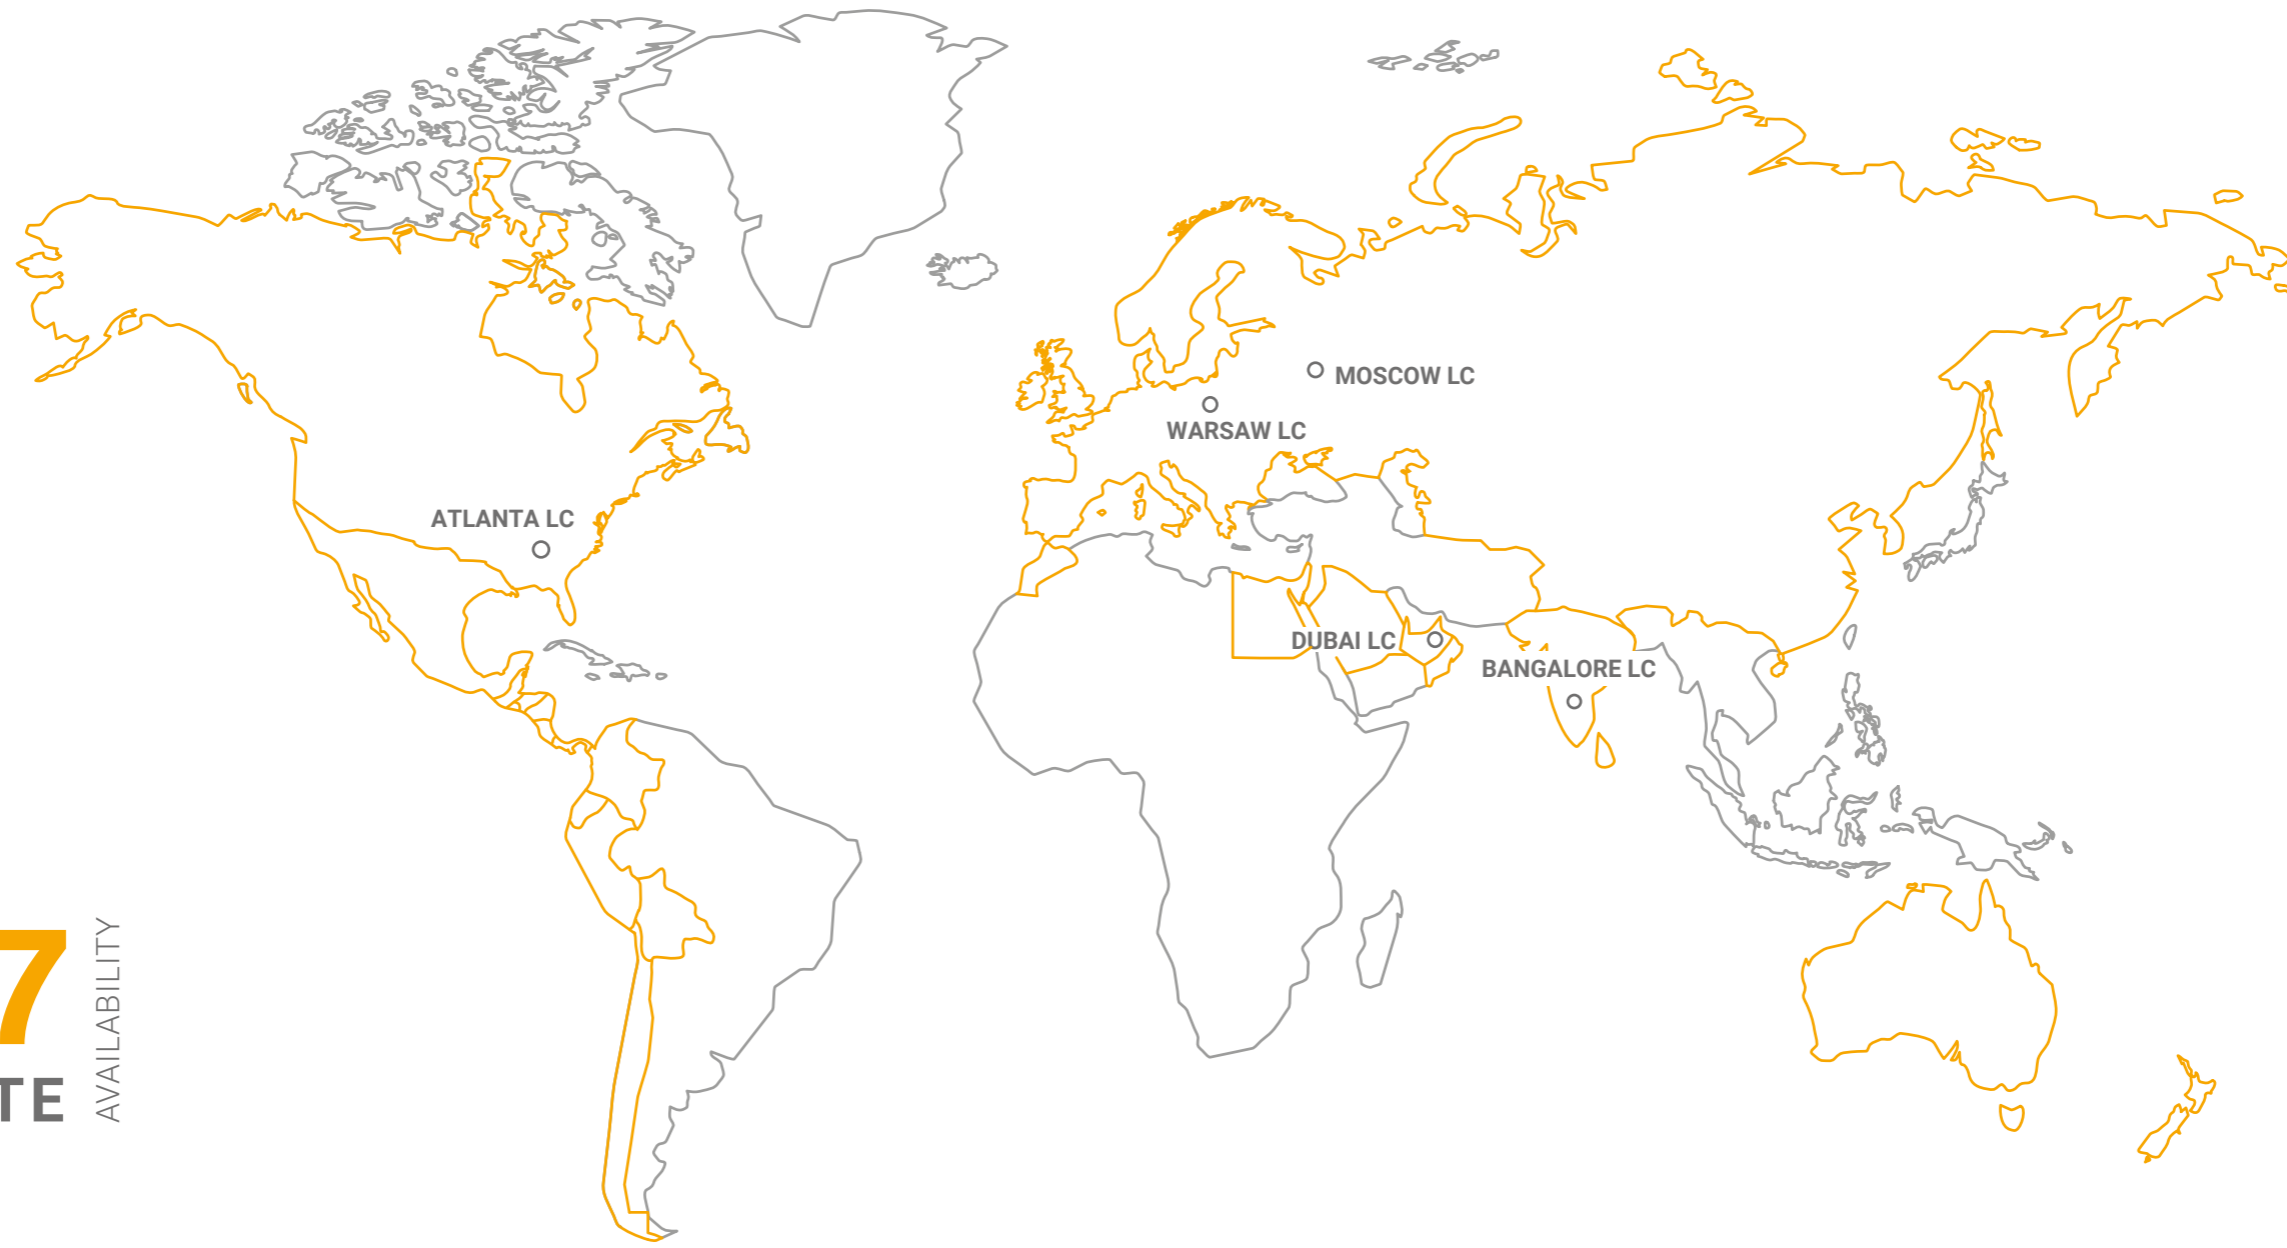 MOSCOW LC
WARSAW LC
ATLANTA LC
DUBAI LC
BANGALORE LC
7
TE
AVAILABILITY